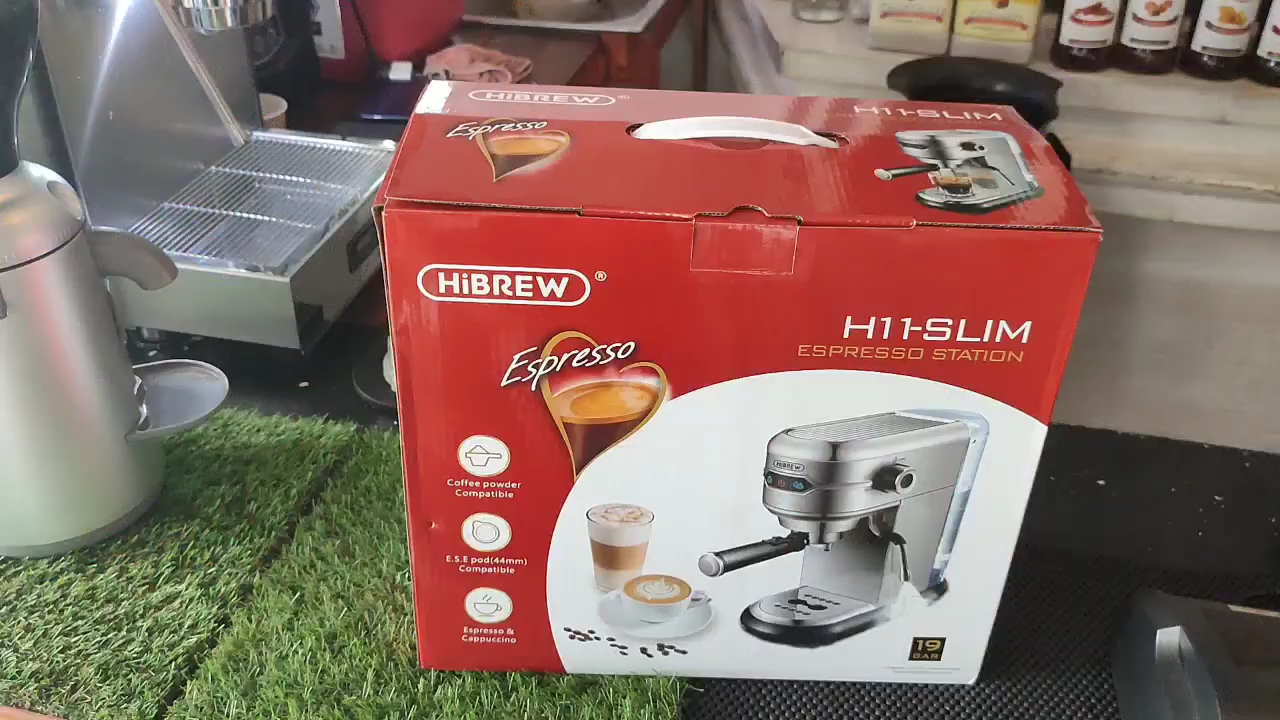 HiBREW®
H11-SLIM
Espresso
HiBREW®
H11-SLIM
ESPRESSO STATION
Espresso
HiBREW
Coffee powder
Compatible
E.S.E pod(44mm)
Compatible
Espresso &
Cappuccino
19
BAR